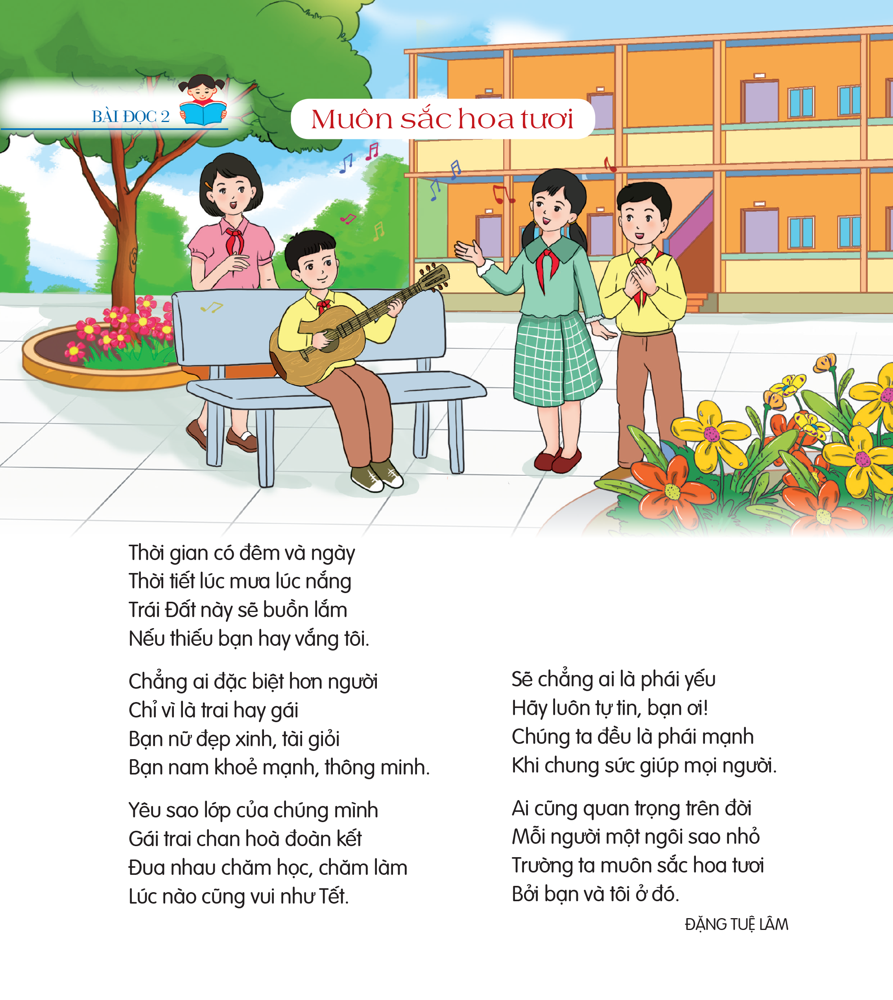 BÀI ĐỌC 2
Muôn sắc hoa tươi
Thời gian có đêm và ngày
Thời tiết lúc mưa lúc nắng
Trái Đất này sẽ buồn lắm
Nếu thiếu bạn hay vắng tôi.
Chẳng ai đặc biệt hơn người
Chỉ vì là trai hay gái
Bạn nữ đẹp xinh, tài giỏi
Bạn nam khoẻ mạnh, thông minh.
Yêu sao lớp của chúng mình
Gái trai chan hoà đoàn kết
Đua nhau chăm học, chăm làm
Lúc nào cũng vui như Tết.
Sẽ chẳng ai là phái yếu
Hãy luôn tự tin, bạn ơi!
Chúng ta đều là phái mạnh
Khi chung sức giúp mọi người.
Ai cũng quan trọng trên đời
Mỗi người một ngôi sao nhỏ
Trường ta muôn sắc hoa tươi
Bởi bạn và tôi ở đó.
ĐẶNG TUỆ LÂM